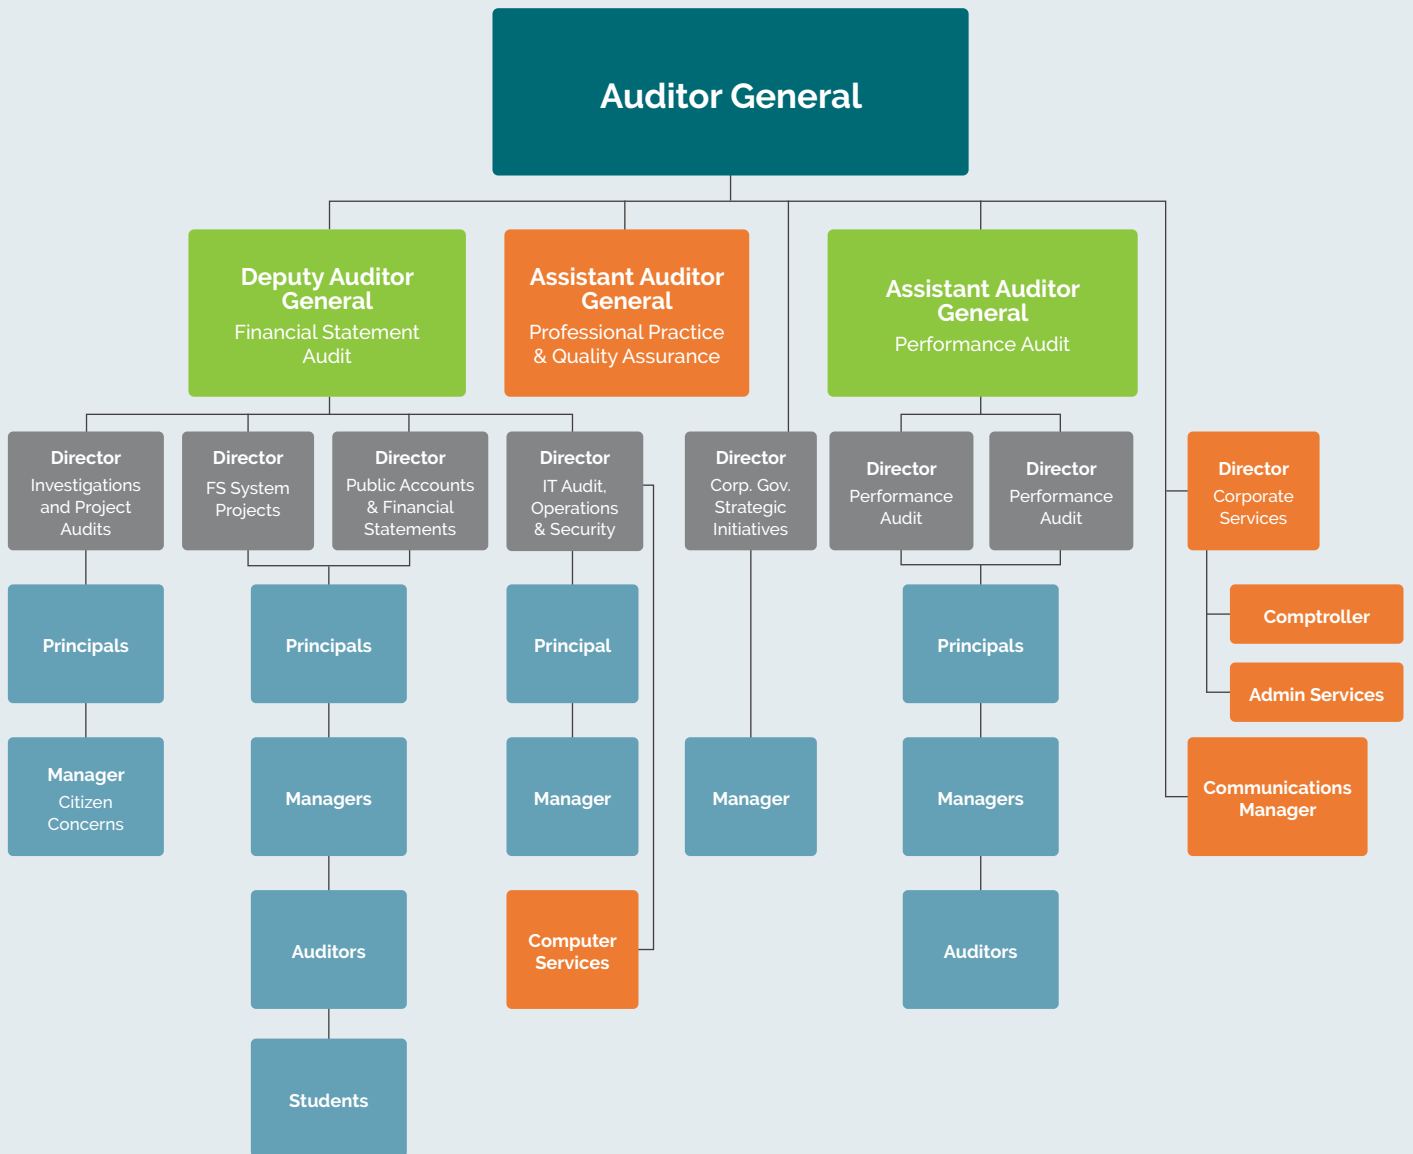 Auditor General
Deputy Auditor
General
Financial Statement
Audit
Assistant Auditor
General
Professional Practice
& Quality Assurance
Assistant Auditor
General
Performance Audit
Director
Investigations
and Project
Audits
Director
FS System
Projects
Director
Public Accounts
& Financial
Statements
Director
IT Audit,
Operations
& Security
Director
Corp. Gov.
Strategic
Initiatives
Director
Performance
Audit
Director
Performance
Audit
Director
Corporate
Services
Principals
Principals
Principal
Principals
Comptroller
Admin Services
Manager
Citizen
Concerns
Managers
Manager
Manager
Managers
Communications
Manager
Auditors
Computer
Services
Auditors
Students